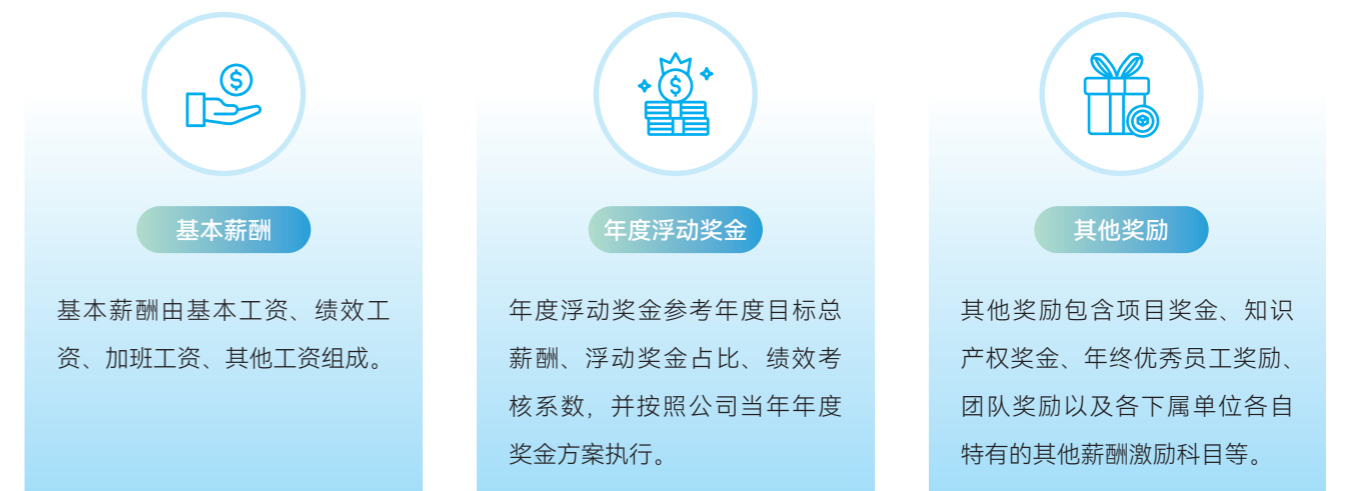 基本薪酬
基本薪酬由基本工资、绩效工
资、加班工资、其他工资组成。
年度浮动奖金
年度浮动奖金参考年度目标总
薪酬、浮动奖金占比、绩效考
核系数，并按照公司当年年度
奖金方案执行。
其他奖励
其他奖励包含项目奖金、知识
产权奖金、年终优秀员工奖励、
团队奖励以及各下属单位各自
特有的其他薪酬激励科目等。